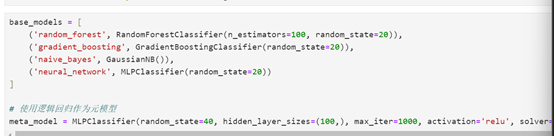 base_models = [
('random_forest', RandomForestClassifier(n_estimators=100, random_state=20)),
('gradient_boosting', GradientBoostingClassifier(random_state=20)),
('naive_bayes', GaussianNB()),
('neural_network', MLPClassifier(random_state=20))
]
# 使用逻辑回归作为元模型
meta_model = MLPClassifier(random_state=40, hidden_layer_sizes=(100,), max_iter=1000, activation='relu', solver=